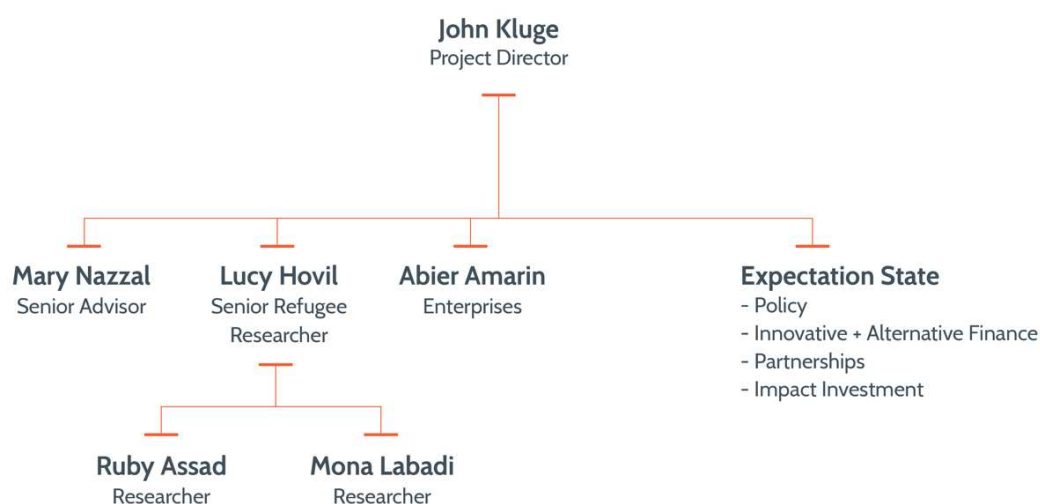 John Kluge
Project Director
Mary Nazzal
Senior Advisor
Lucy Hovil
Senior Refugee
Researcher
Abier Amarin
Enterprises
Expectation State
- Policy
- Innovative + Alternative Finance
- Partnerships
- Impact Investment
Ruby Assad
Researcher
Mona Labadi
Researcher